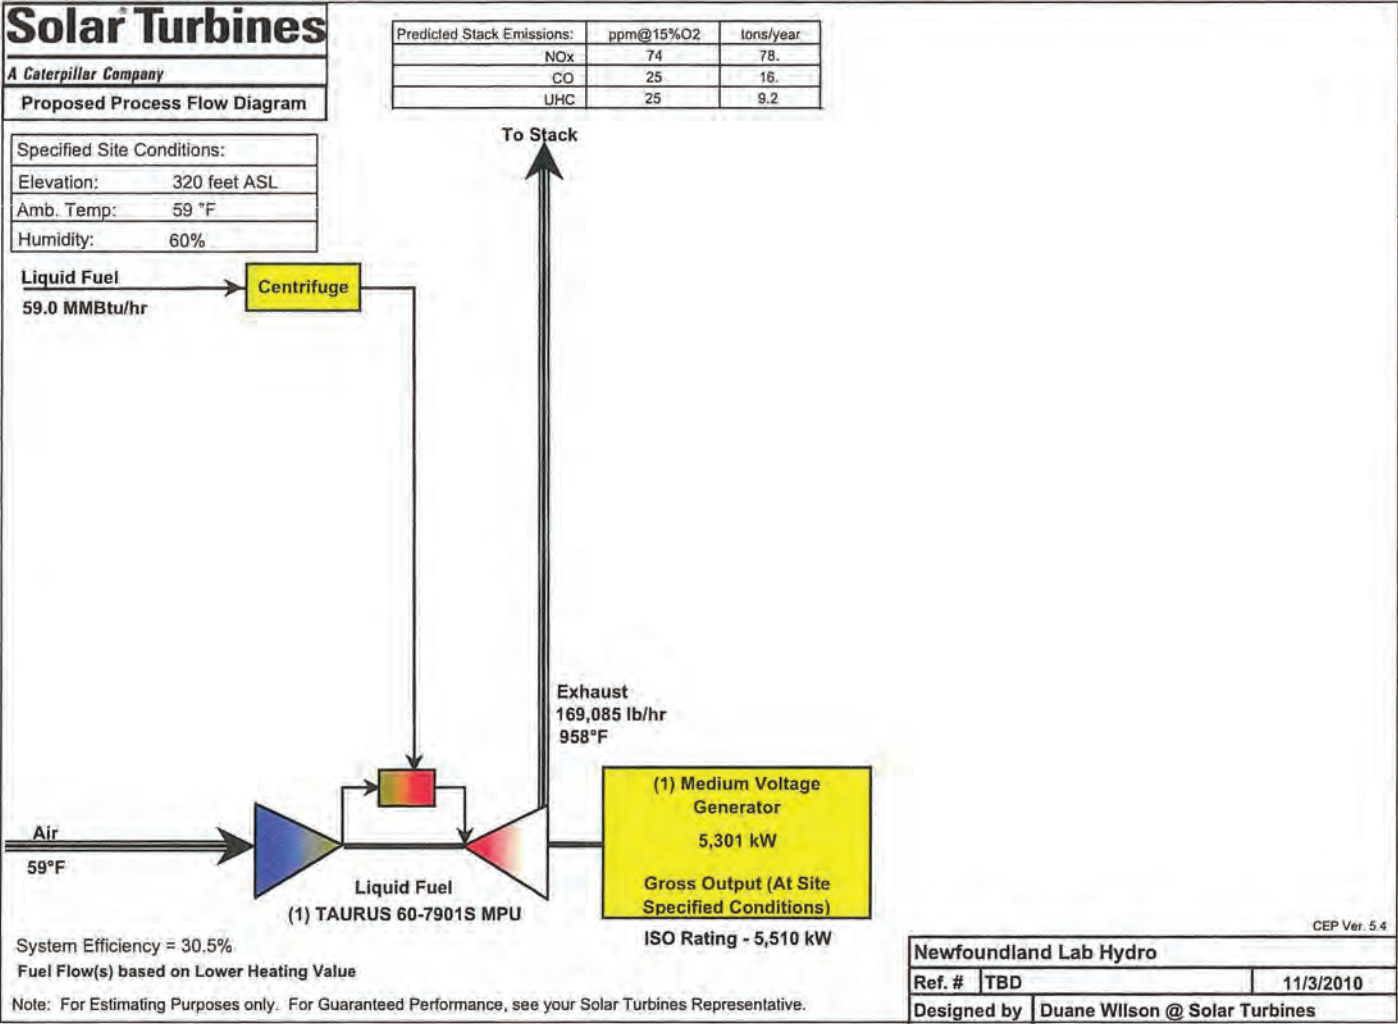 Solar Turbines
A Caterpillar Company
Proposed Process Flow Diagram
Predicted Stack Emissions: ppm@15%O2 tons/year
NOx 74 78.
CO 25 16.
UHC 25 9.2
To Stack
Specified Site Conditions:
Elevation: 320 feet ASL
Amb. Temp: 59 °F
Humidity: 60%
Liquid Fuel
59.0 MMBtu/hr
Centrifuge
Exhaust
169,085 lb/hr
958°F
Air
59°F
Liquid Fuel
(1) TAURUS 60-7901S MPU
(1) Medium Voltage
Generator
5,301 kW
Gross Output (At Site
Specified Conditions)
ISO Rating - 5,510 kW
System Efficiency = 30.5%
Fuel Flow(s) based on Lower Heating Value
Note: For Estimating Purposes only. For Guaranteed Performance, see your Solar Turbines Representative.
CEP Ver. 5.4
Newfoundland Lab Hydro
Ref. # TBD 11/3/2010
Designed by Duane WIlson @ Solar Turbines